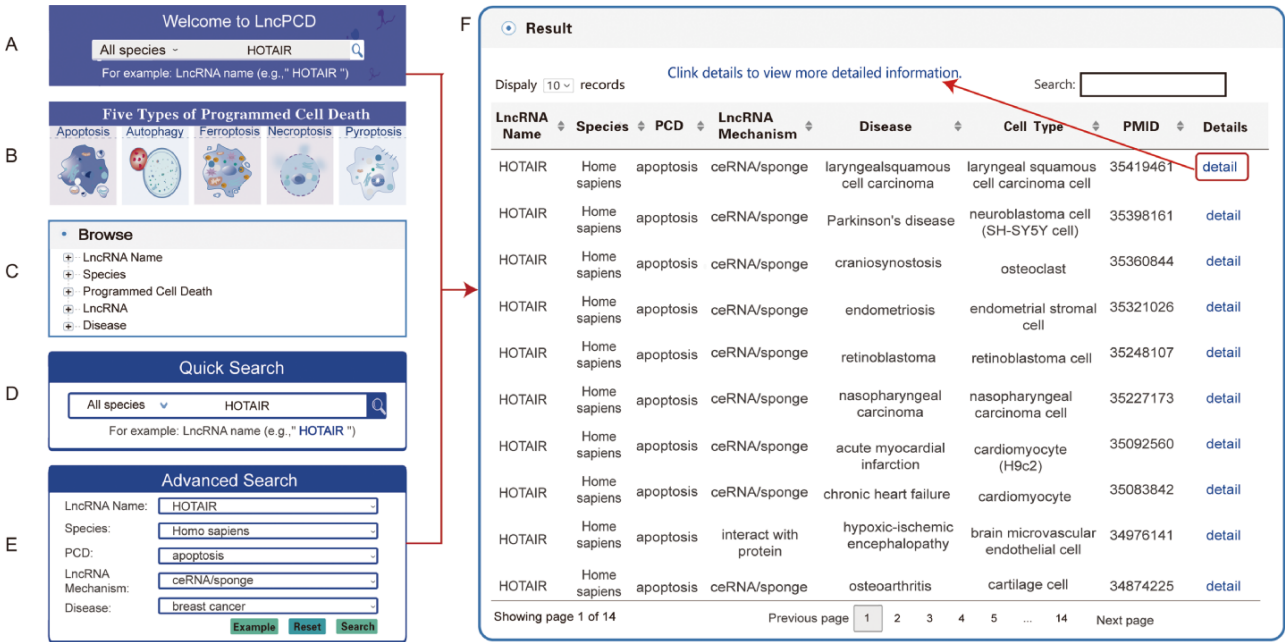 A
Welcome to LncPCD
All species
HOTAIR
For example: LncRNA name (e.g.," HOTAIR ")
B
Five Types of Programmed Cell Death
Apoptosis Autophagy Ferroptosis Necroptosis Pyroptosis
C
Browse
LncRNA Name
Species
Programmed Cell Death
LncRNA
Disease
D
Quick Search
All species
HOTAIR
For example: LncRNA name (e.g.," HOTAIR ")
E
Advanced Search
LncRNA Name: HOTAIR
Species: Homo sapiens
PCD: apoptosis
LncRNA
Mechanism: ceRNA/sponge
Disease: breast cancer
Example Reset Search
F
Result
Clink details to view more detailed information.
Dispaly 10 records
Search:
LncRNA Name Species PCD LncRNA Mechanism Disease Cell Type PMID Details
HOTAIR Home sapiens apoptosis ceRNA/sponge laryngealsquamous cell carcinoma laryngeal squamous cell carcinoma cell 35419461 detail
HOTAIR Home sapiens apoptosis ceRNA/sponge Parkinson's disease neuroblastoma cell (SH-SY5Y cell) 35398161 detail
HOTAIR Home sapiens apoptosis ceRNA/sponge craniosynostosis osteoclast 35360844 detail
HOTAIR Home sapiens apoptosis ceRNA/sponge endometriosis endometrial stromal cell 35321026 detail
HOTAIR Home sapiens apoptosis ceRNA/sponge retinoblastoma retinoblastoma cell 35248107 detail
HOTAIR Home sapiens apoptosis ceRNA/sponge nasopharyngeal carcinoma nasopharyngeal carcinoma cell 35227173 detail
HOTAIR Home sapiens apoptosis ceRNA/sponge acute myocardial infarction cardiomyocyte (H9c2) 35092560 detail
HOTAIR Home sapiens apoptosis ceRNA/sponge chronic heart failure cardiomyocyte 35083842 detail
HOTAIR Home sapiens apoptosis interact with protein hypoxic-ischemic encephalopathy brain microvascular endothelial cell 34976141 detail
HOTAIR Home sapiens apoptosis ceRNA/sponge osteoarthritis cartilage cell 34874225 detail
Showing page 1 of 14
Previous page 1 2 3 4 5 ... 14 Next page